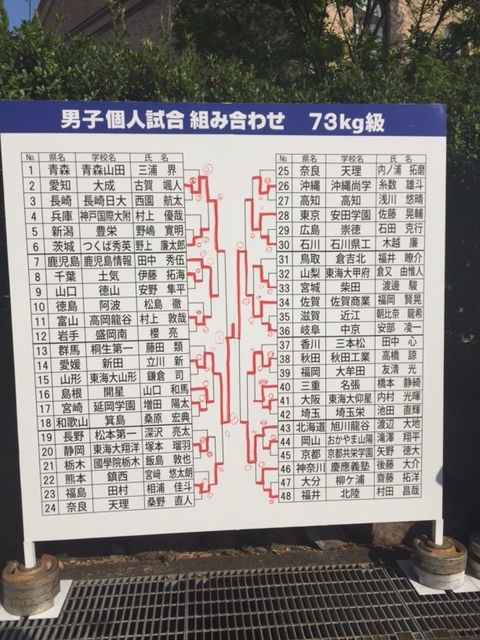 男子個人試合 組み合わせ 73kg級
№ 県名 学校名 氏名
1 青森 青森山田 三浦 界
2 愛知 大成 古賀 颯人
3 長崎 長崎日大 西園 航太
4 兵庫 神戸国際大附 村上 優哉
5 新潟 豊栄 野嶋 寛明
6 茨城 つくば秀英 野上 廉太郎
7 鹿児島 鹿児島情報 田中 秀伍
8 千葉 土気 伊藤 拓海
9 山口 徳山 安野 隼平
10 徳島 阿波 松島 徹
11 富山 高岡龍谷 村上 敦哉
12 岩手 盛岡南 櫻 亮
13 群馬 桐生第一 藤田 類
14 愛媛 新田 立川 新
15 山形 東海大山形 鎌倉 司
16 島根 開星 山口 和馬
17 宮崎 延岡学園 増田 陽太
18 和歌山 箕島 桑原 宏典
19 長野 松本第一 深沢 亮太
20 静岡 東海大翔洋 塚本 瑠羽
21 栃木 國學院栃木 飯島 敦也
22 熊本 鎮西 宮﨑 悠太朗
23 福島 田村 相浦 佳斗
24 奈良 天理 桑野 直人
№ 県名 学校名 氏名
25 奈良 天理 内ノ浦 拓磨
26 沖縄 沖縄尚学 糸数 雄斗
27 高知 高知 浅川 悠晴
28 東京 安田学園 佐藤 晃輔
29 広島 崇徳 石田 克行
30 石川 石川県工 木越 廉
31 鳥取 倉吉北 福井 瞭介
32 山梨 東海大甲府 倉又 由惟人
33 宮城 柴田 渡邊 駿
34 佐賀 佐賀商業 福岡 賢晃
35 滋賀 近江 朝比奈 龍希
36 岐阜 中京 安部 凌一
37 香川 三本松 田中 心
38 秋田 秋田工業 高橋 諒
39 福岡 大牟田 友清 光
40 三重 名張 橋本 静綺
41 大阪 東海大仰星 内村 光暉
42 埼玉 埼玉栄 池田 直輝
43 北海道 旭川龍谷 渡辺 大地
44 岡山 おかやま山陽 滝澤 翔平
45 京都 京都共栄学園 矢野 徳大
46 神奈川 慶應義塾 後藤 大介
47 大分 柳ケ浦 齋藤 拓洋
48 福井 北陸 村田 昌哉